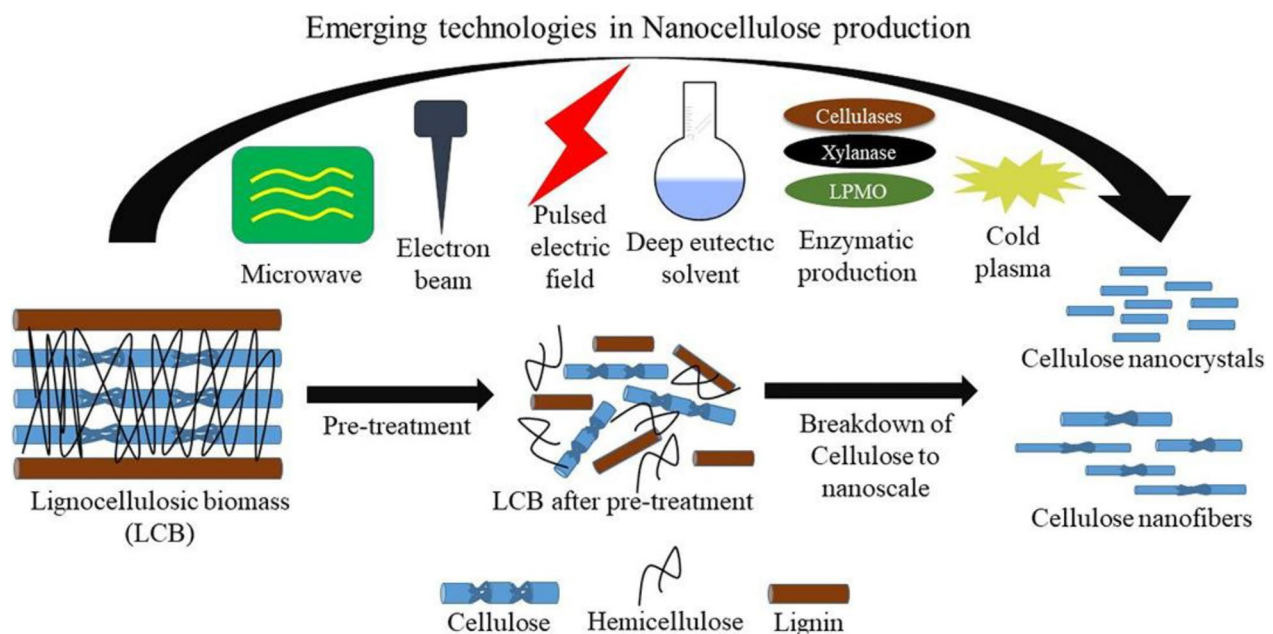 Emerging technologies in Nanocellulose production
Cellulases
Xylanase
LPMO
Microwave
Electron
beam
Pulsed
electric
field
Deep eutectic
solvent
Enzymatic
production
Cold
plasma
Cellulose nanocrystals
Pre-treatment
Breakdown of
Cellulose to
nanoscale
Lignocellulosic biomass
(LCB)
LCB after pre-treatment
Cellulose nanofibers
Cellulose
Hemicellulose
Lignin